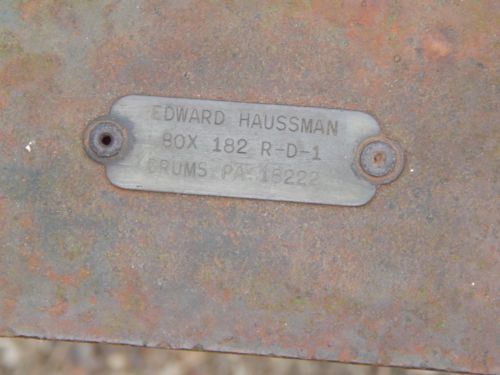 EDWARD HAUSSMAN
BOX 182 R-D-1
DRUMS PA 18222